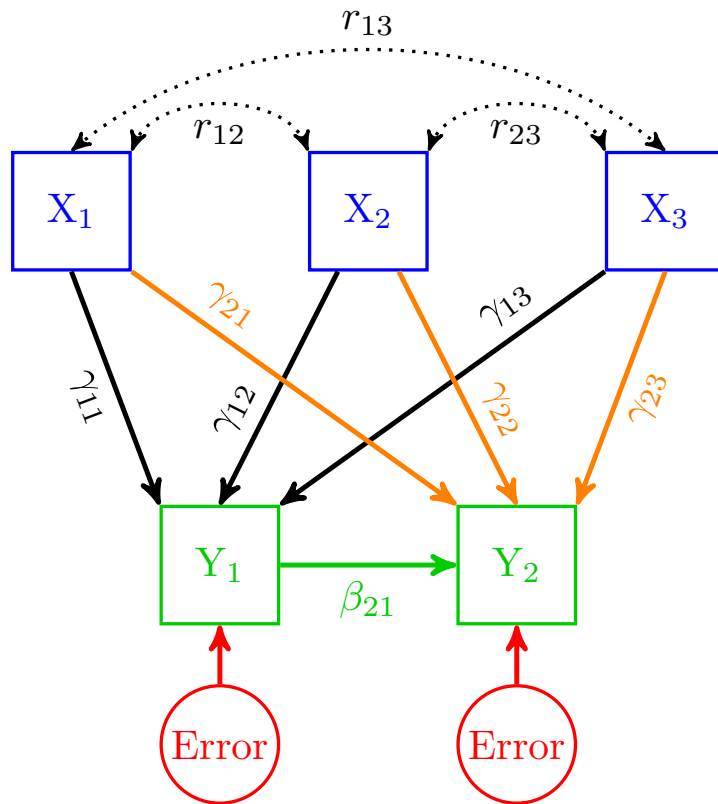 r₁₃
r₁₂ r₂₃
X₁ X₂ X₃
γ₂₁ γ₁₃
γ₁₁ γ₁₂ γ₂₂ γ₂₃
Y₁ Y₂
β₂₁
Error Error